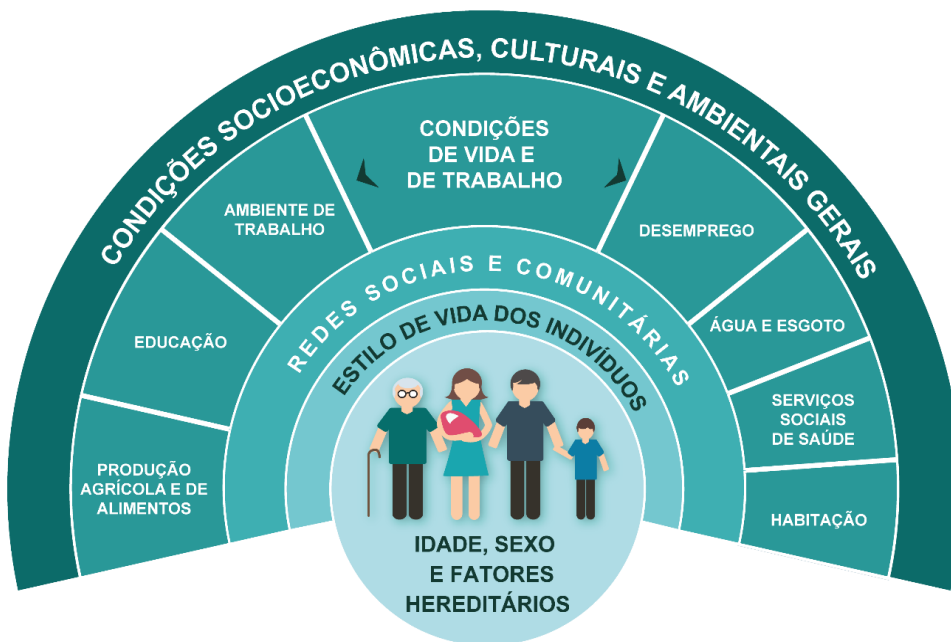 CONDIÇÕES SOCIOECONÔMICAS, CULTURAIS E AMBIENTAIS GERAIS
CONDIÇÕES
DE VIDA E
DE TRABALHO
AMBIENTE DE
TRABALHO
EDUCAÇÃO
PRODUÇÃO
AGRÍCOLA E DE
ALIMENTOS
DESEMPREGO
ÁGUA E ESGOTO
SERVIÇOS
SOCIAIS
DE SAÚDE
HABITAÇÃO
REDES SOCIAIS E COMUNITÁRIAS
ESTILO DE VIDA DOS INDIVÍDUOS
IDADE, SEXO
E FATORES
HEREDITÁRIOS